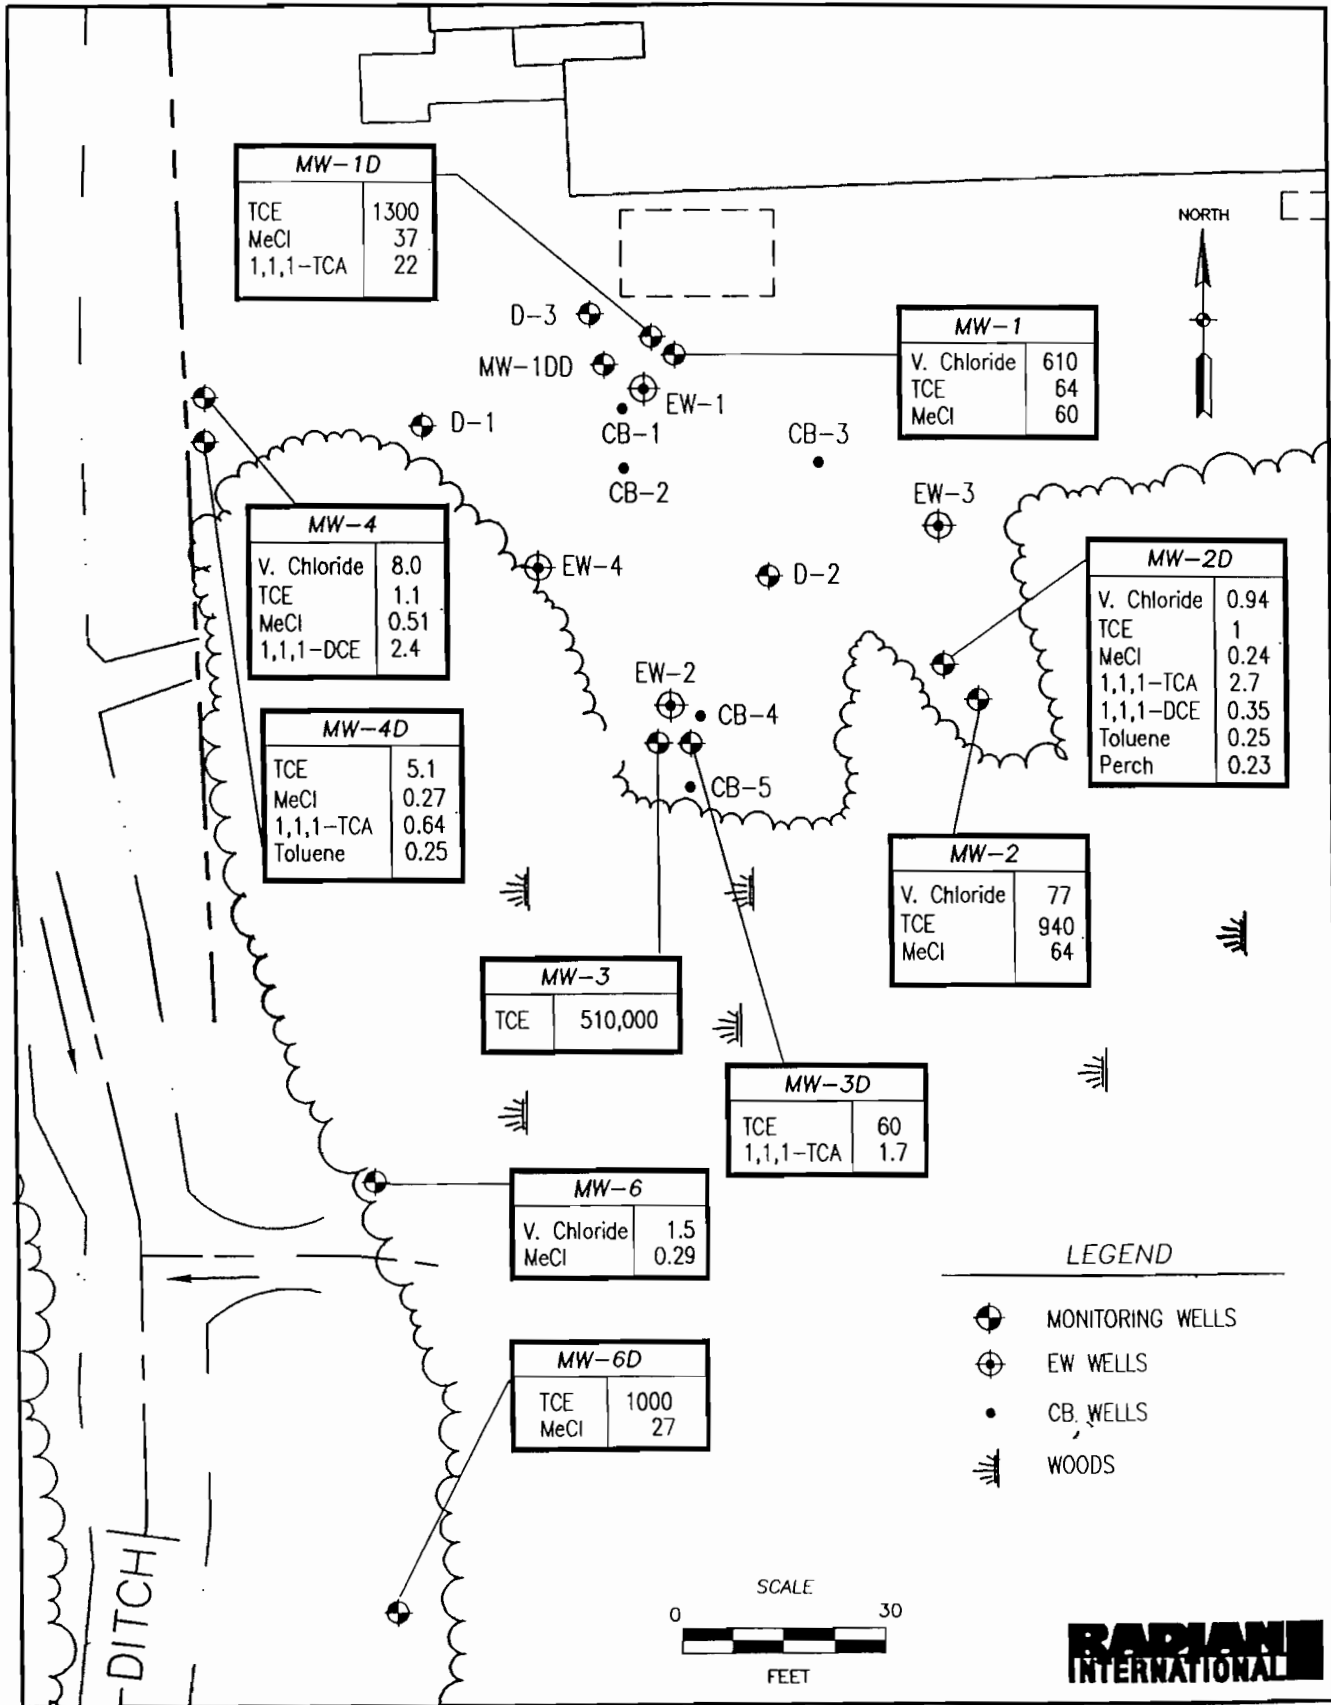 MW-1D
TCE 1300
MeCl 37
1,1,1-TCA 22
NORTH
D-3
MW-1
V. Chloride 610
TCE 64
MeCl 60
MW-1DD
EW-1
D-1
CB-1
CB-3
CB-2
EW-3
MW-4
V. Chloride 8.0
TCE 1.1
MeCl 0.51
1,1,1-DCE 2.4
EW-4
D-2
MW-2D
V. Chloride 0.94
TCE 1
MeCl 0.24
1,1,1-TCA 2.7
1,1,1-DCE 0.35
Toluene 0.25
Perch 0.23
EW-2
CB-4
MW-4D
TCE 5.1
MeCl 0.27
1,1,1-TCA 0.64
Toluene 0.25
CB-5
MW-2
V. Chloride 77
TCE 940
MeCl 64
MW-3
TCE 510,000
MW-3D
TCE 60
1,1,1-TCA 1.7
MW-6
V. Chloride 1.5
MeCl 0.29
MW-6D
TCE 1000
MeCl 27
LEGEND
MONITORING WELLS
EW WELLS
CB WELLS
WOODS
DITCH
SCALE
0 30
FEET
RADIAN
INTERNATIONAL